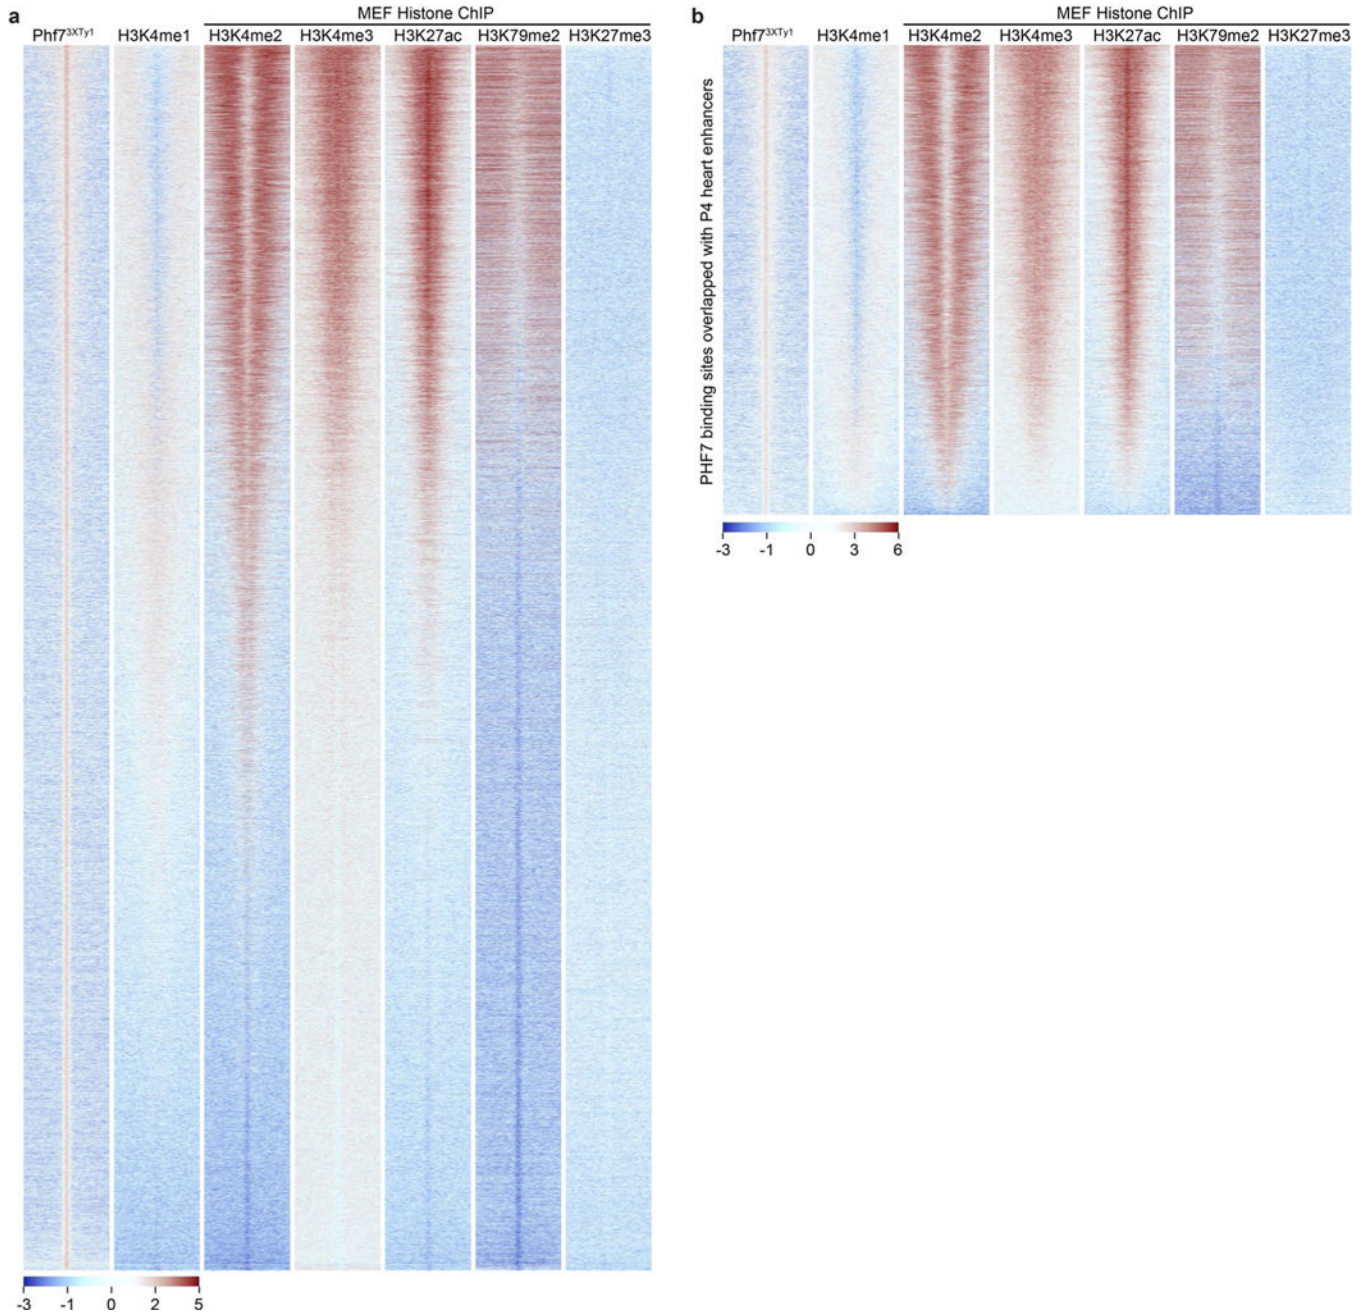 a
MEF Histone ChIP
Phf7³ˣᵀʸ¹ H3K4me1 H3K4me2 H3K4me3 H3K27ac H3K79me2 H3K27me3
-3 -1 0 2 5
b
MEF Histone ChIP
Phf7³ˣᵀʸ¹ H3K4me1 H3K4me2 H3K4me3 H3K27ac H3K79me2 H3K27me3
PHF7 binding sites overlapped with P4 heart enhancers
-3 -1 0 3 6